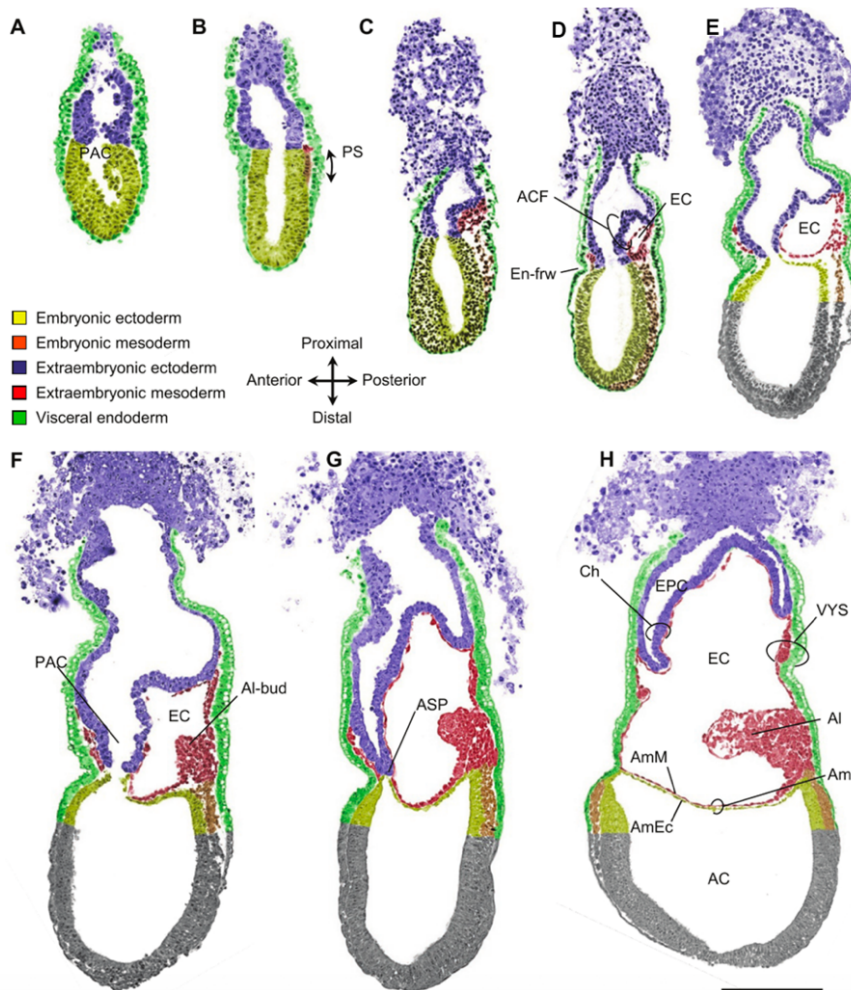 A
B
C
D
E
PAC
PS
ACF
EC
EC
En-frw
Embryonic ectoderm
Embryonic mesoderm
Extraembryonic ectoderm
Extraembryonic mesoderm
Visceral endoderm
Proximal
Anterior
Posterior
Distal
F
G
H
Ch
EPC
VYS
PAC
EC
Al-bud
ASP
EC
Al
AmM
Am
AmEc
AC